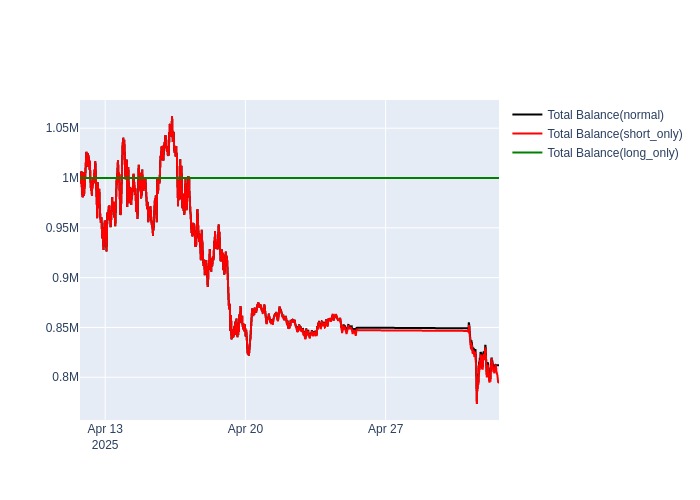 Total Balance(normal)
Total Balance(short_only)
Total Balance(long_only)
1.05M
1M
0.95M
0.9M
0.85M
0.8M
Apr 13
2025
Apr 20
Apr 27